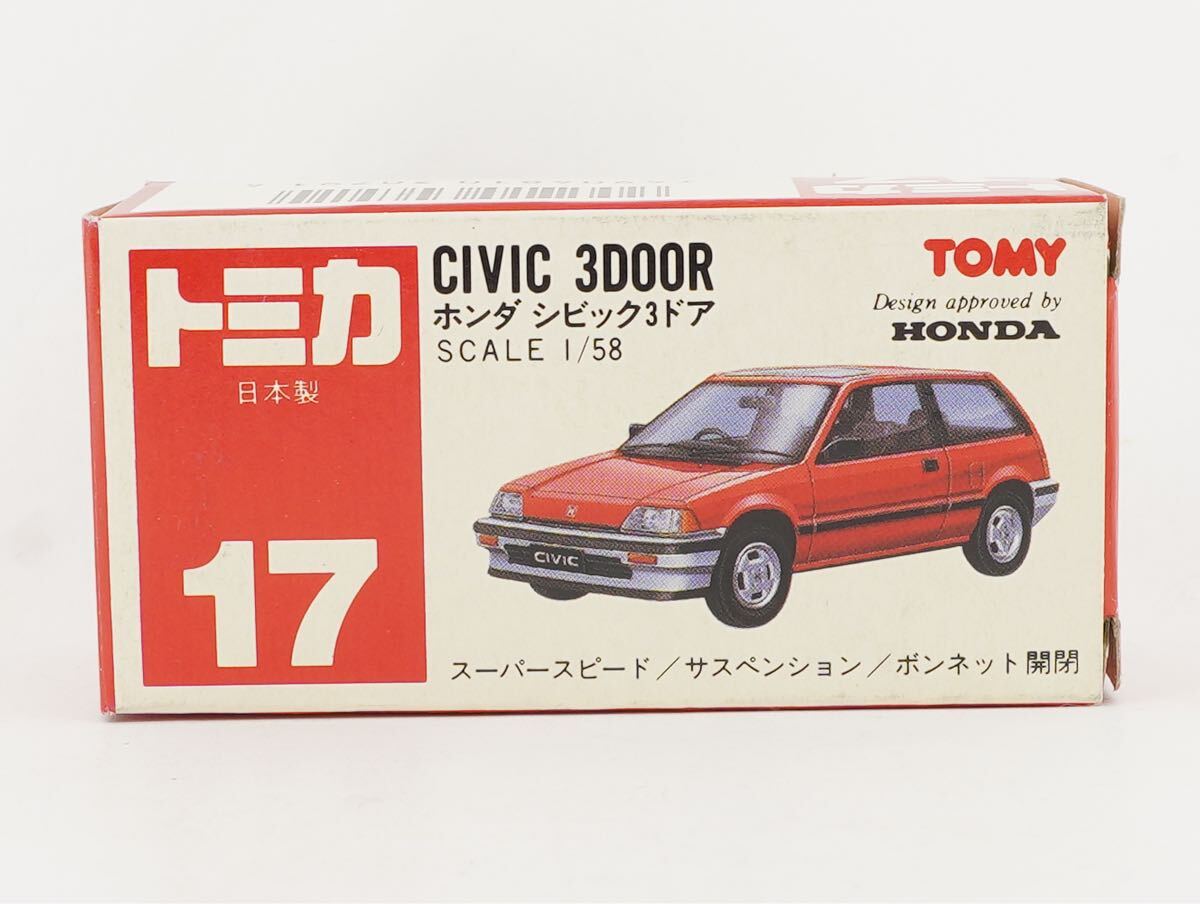 トミカ
日本製
17
CIVIC 3DOOR
ホンダ シビック3ドア
SCALE 1/58
TOMY
Design approved by
HONDA
CIVIC
スーパースピード/サスペンション/ボンネット開閉